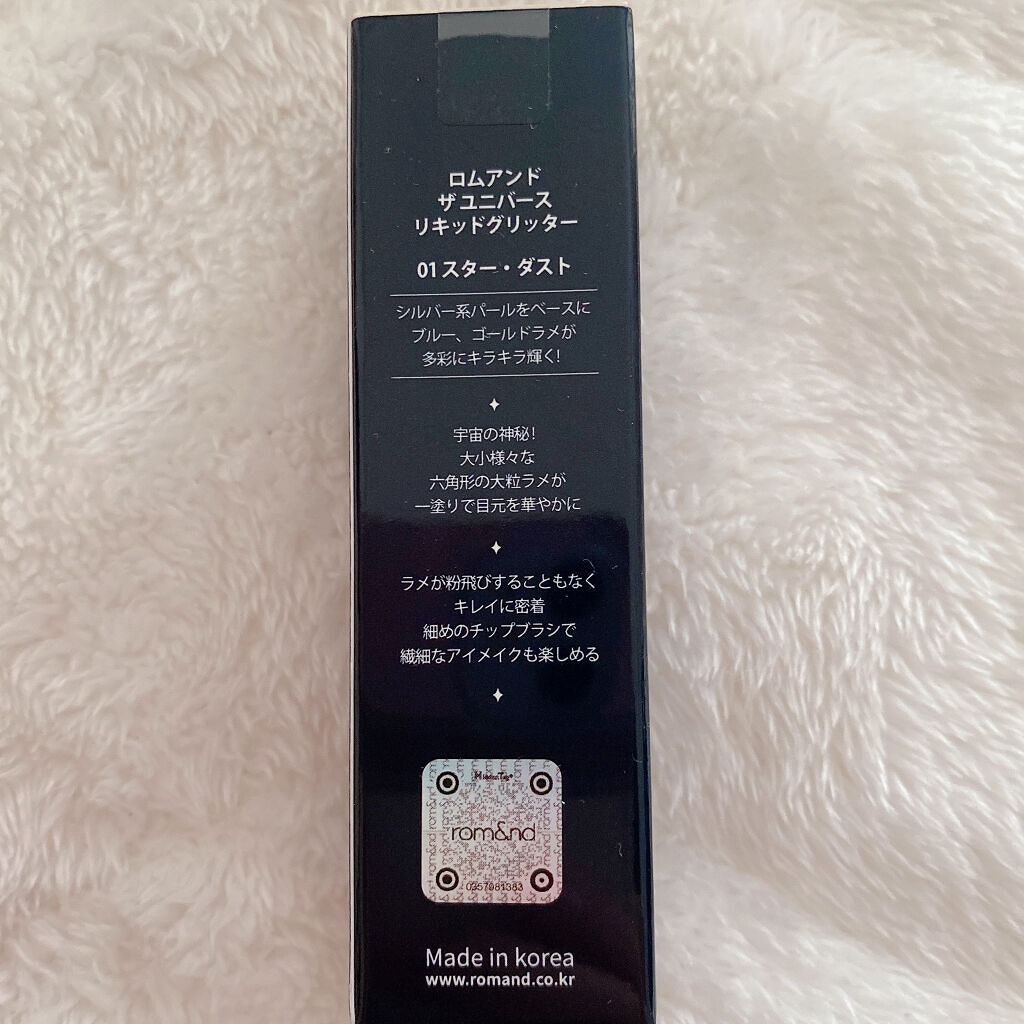 ロムアンド
ザ ユニバース
リキッドグリッター
01 スター・ダスト
シルバー系パールをベースに
ブルー、ゴールドラメが
多彩にキラキラ輝く!
宇宙の神秘!
大小様々な
六角形の大粒ラメが
一塗りで目元を華やかに
ラメが粉飛びすることもなく
キレイに密着
細めのチップブラシで
繊細なアイメイクも楽しめる
rom&nd
0357081383
Made in korea
www.romand.co.kr